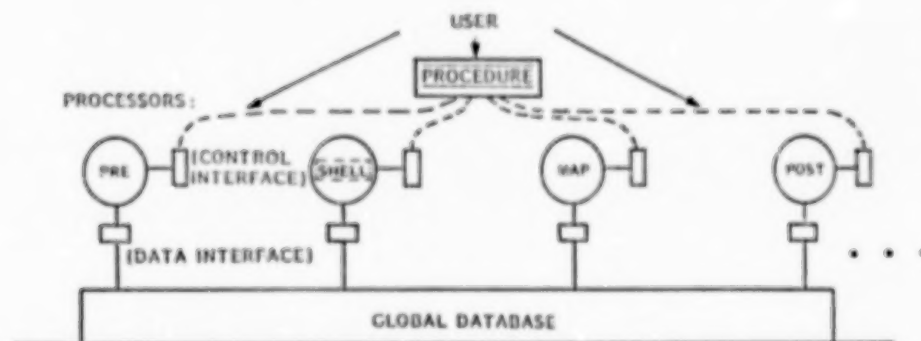 USER
PROCEDURE
PROCESSORS:
PRE
(CONTROL
INTERFACE)
SHELL
MAP
POST
(DATA INTERFACE)
. . .
GLOBAL DATABASE